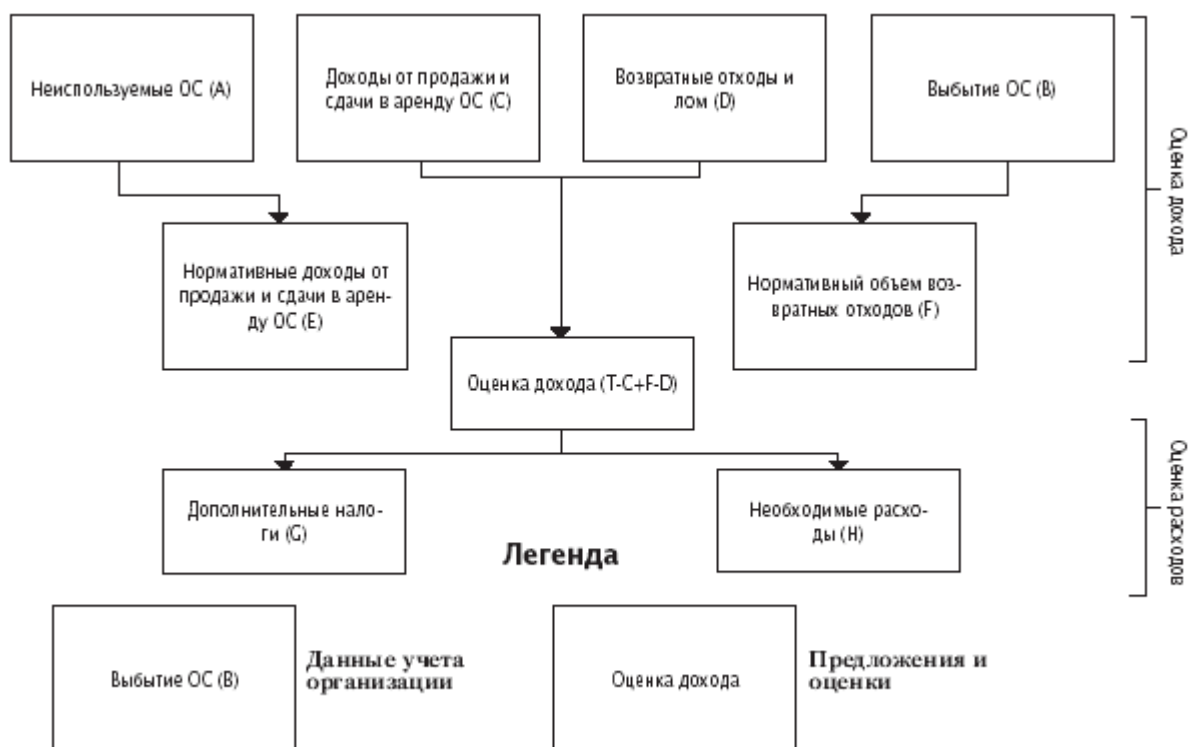 Неиспользуемые ОС (A)
Доходы от продажи и
сдачи в аренду ОС (C)
Возвратные отходы и
лом (D)
Выбытие ОС (B)
Оценка дохода
Нормативные доходы от
продажи и сдачи в арен-
ду ОС (E)
Нормативный объем воз-
вратных отходов (F)
Оценка дохода (T-C+F-D)
Дополнительные нало-
ги (G)
Необходимые расхо-
ды (H)
Оценка расходов
Легенда
Выбытие ОС (B)
Данные учета
организации
Оценка дохода
Предложения и
оценки